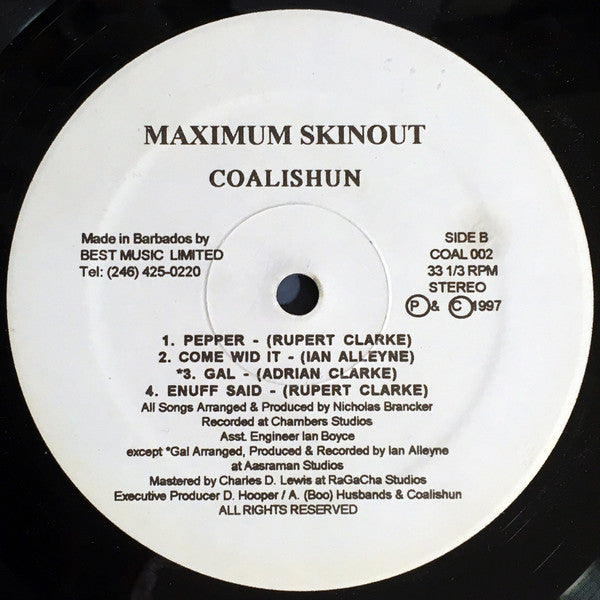 MAXIMUM SKINOUT
COALISHUN
Made in Barbados by
BEST MUSIC LIMITED
Tel: (246) 425-0220
SIDE B
COAL 002
33 1/3 RPM
STEREO
Ⓟ & Ⓒ 1997
1. PEPPER - (RUPERT CLARKE)
2. COME WID IT - (IAN ALLEYNE)
*3. GAL - (ADRIAN CLARKE)
4. ENUFF SAID - (RUPERT CLARKE)
All Songs Arranged & Produced by Nicholas Brancker
Recorded at Chambers Studios
Asst. Engineer Ian Boyce
except *Gal Arranged, Produced & Recorded by Ian Alleyne
at Aasraman Studios
Mastered by Charles D. Lewis at RaGaCha Studios
Executive Producer D. Hooper / A. (Boo) Husbands & Coalishun
ALL RIGHTS RESERVED